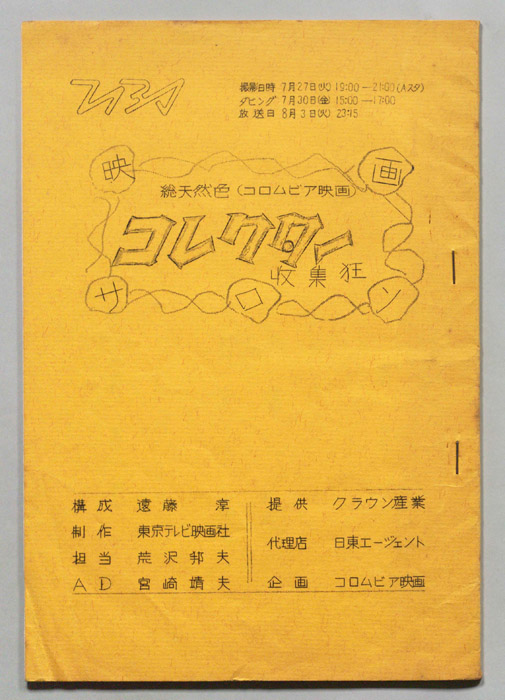 撮影日時 7月27日(火) 19:00—21:00(Aスタ)
ダビング 7月30日(金) 15:00—17:00
放送日 8月3日(火) 23:15
映画
総天然色(コロムビア映画)
コレクター
収集狂
サロン
構成 遠藤 淳
制作 東京テレビ映画社
担当 荒沢邦夫
AD 宮崎靖夫
提供 クラウン産業
代理店 日東エージェント
企画 コロムビア映画